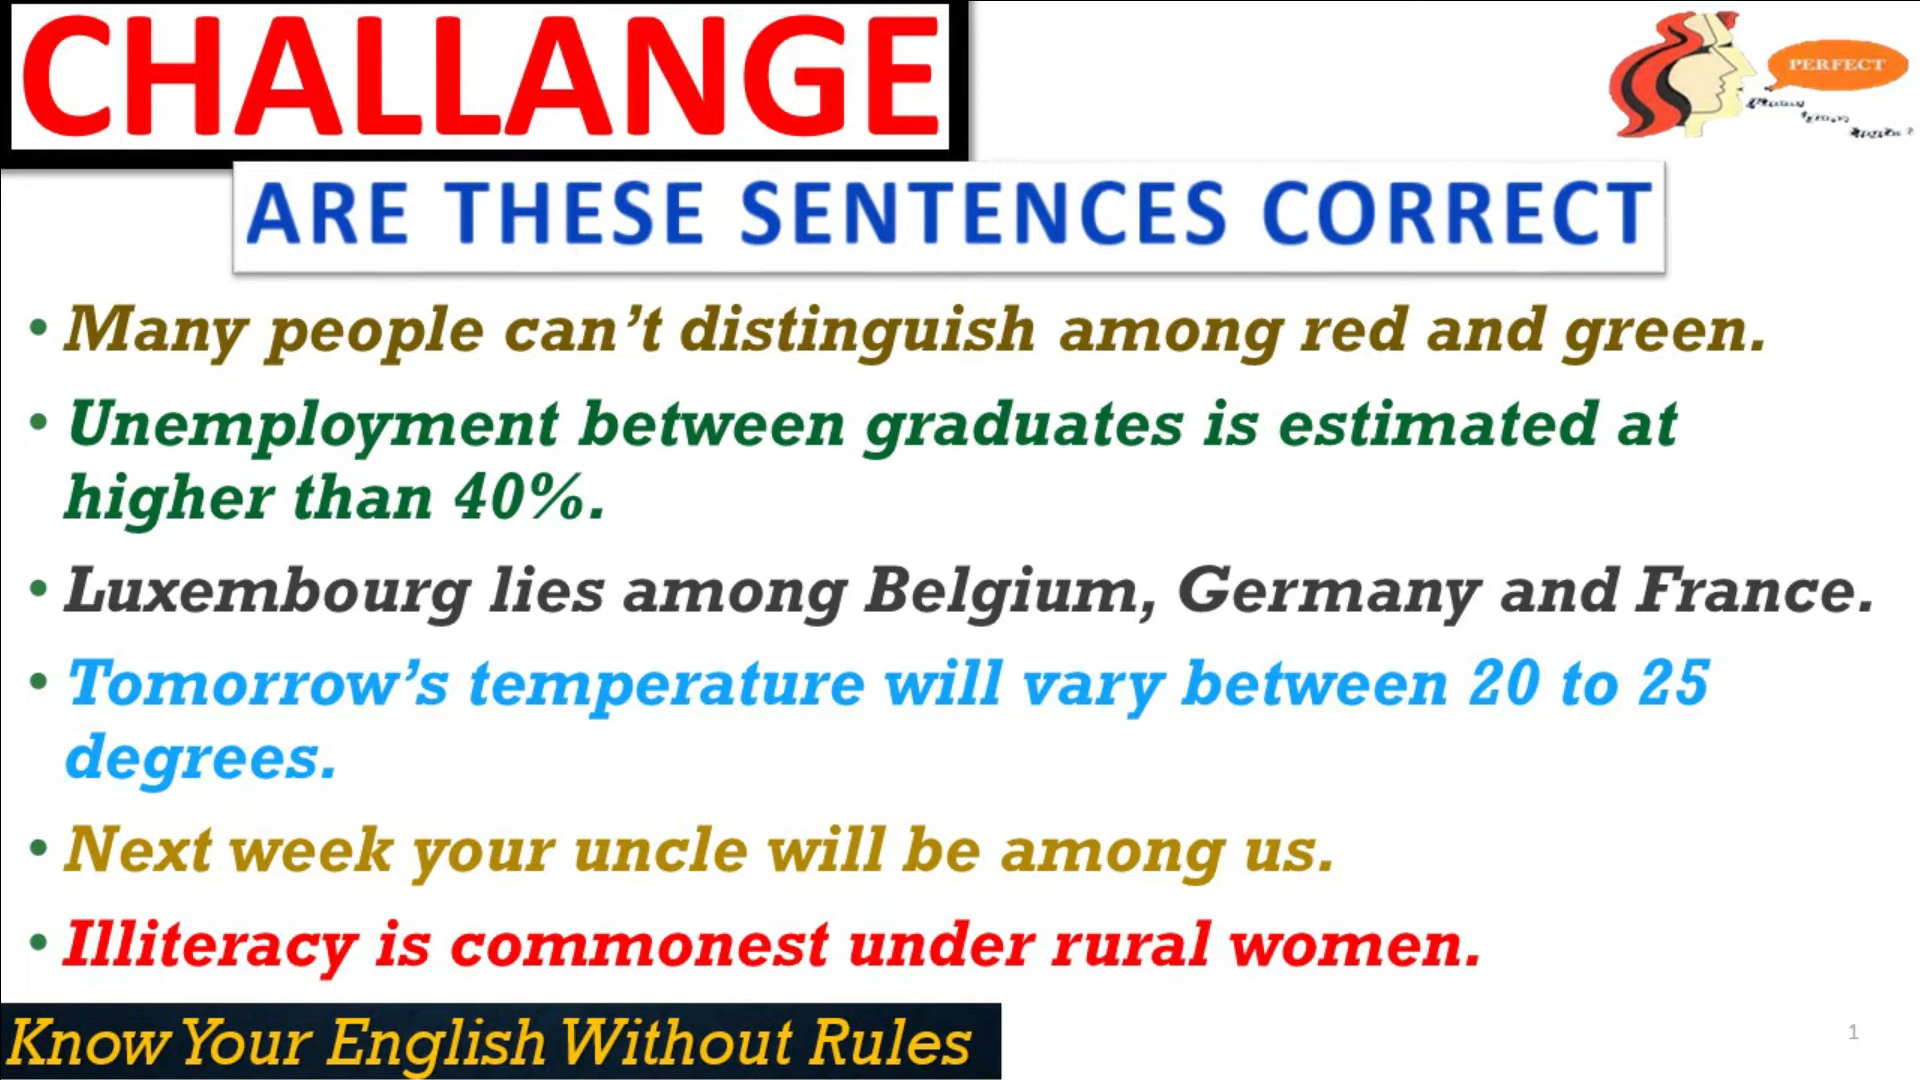 CHALLANGE
PERFECT
ARE THESE SENTENCES CORRECT
• Many people can’t distinguish among red and green.
• Unemployment between graduates is estimated at
higher than 40%.
• Luxembourg lies among Belgium, Germany and France.
• Tomorrow’s temperature will vary between 20 to 25
degrees.
• Next week your uncle will be among us.
• Illiteracy is commonest under rural women.
Know Your English Without Rules
1